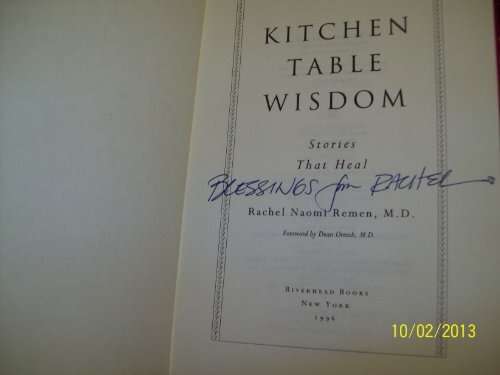 KITCHEN
TABLE
WISDOM
Stories
That Heal
BLESSINGS from RACHEL
Rachel Naomi Remen, M.D.
Foreword by Dean Ornish, M.D.
RIVERHEAD BOOKS
NEW YORK
1996
10/02/2013